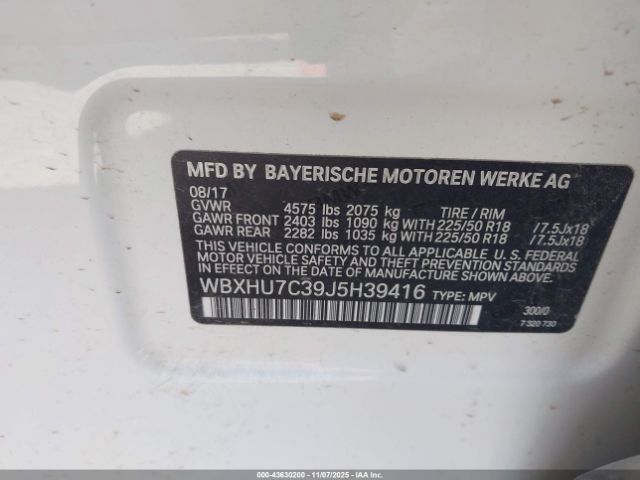 MFD BY BAYERISCHE MOTOREN WERKE AG
08/17
GVWR 4575 lbs 2075 kg TIRE / RIM
GAWR FRONT 2403 lbs 1090 kg WITH 225/50 R18 /7.5Jx18
GAWR REAR 2282 lbs 1035 kg WITH 225/50 R18 /7.5Jx18
THIS VEHICLE CONFORMS TO ALL APPLICABLE U. S. FEDERAL
MOTOR VEHICLE SAFETY AND THEFT PREVENTION STANDARDS
IN EFFECT ON THE DATE OF MANUFACTURE SHOWN ABOVE.
WBXHU7C39J5H39416 TYPE: MPV
300/0
7 320 730
000-43630200 - 11/07/2025 - IAAI.COM